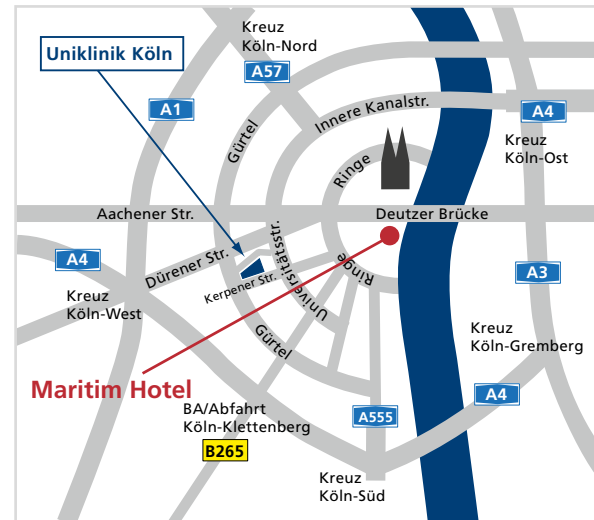 Kreuz
Köln-Nord
Uniklinik Köln
A57
A1
Innere Kanalstr.
A4
Gürtel
Kreuz
Köln-Ost
Ringe
Aachener Str.
Deutzer Brücke
Universitätsstr.
A4
Dürener Str.
A3
Kreuz
Köln-West
Kerpener Str.
Ringe
Gürtel
Kreuz
Köln-Gremberg
Maritim Hotel
A4
BA/Abfahrt
Köln-Klettenberg
A555
B265
Kreuz
Köln-Süd